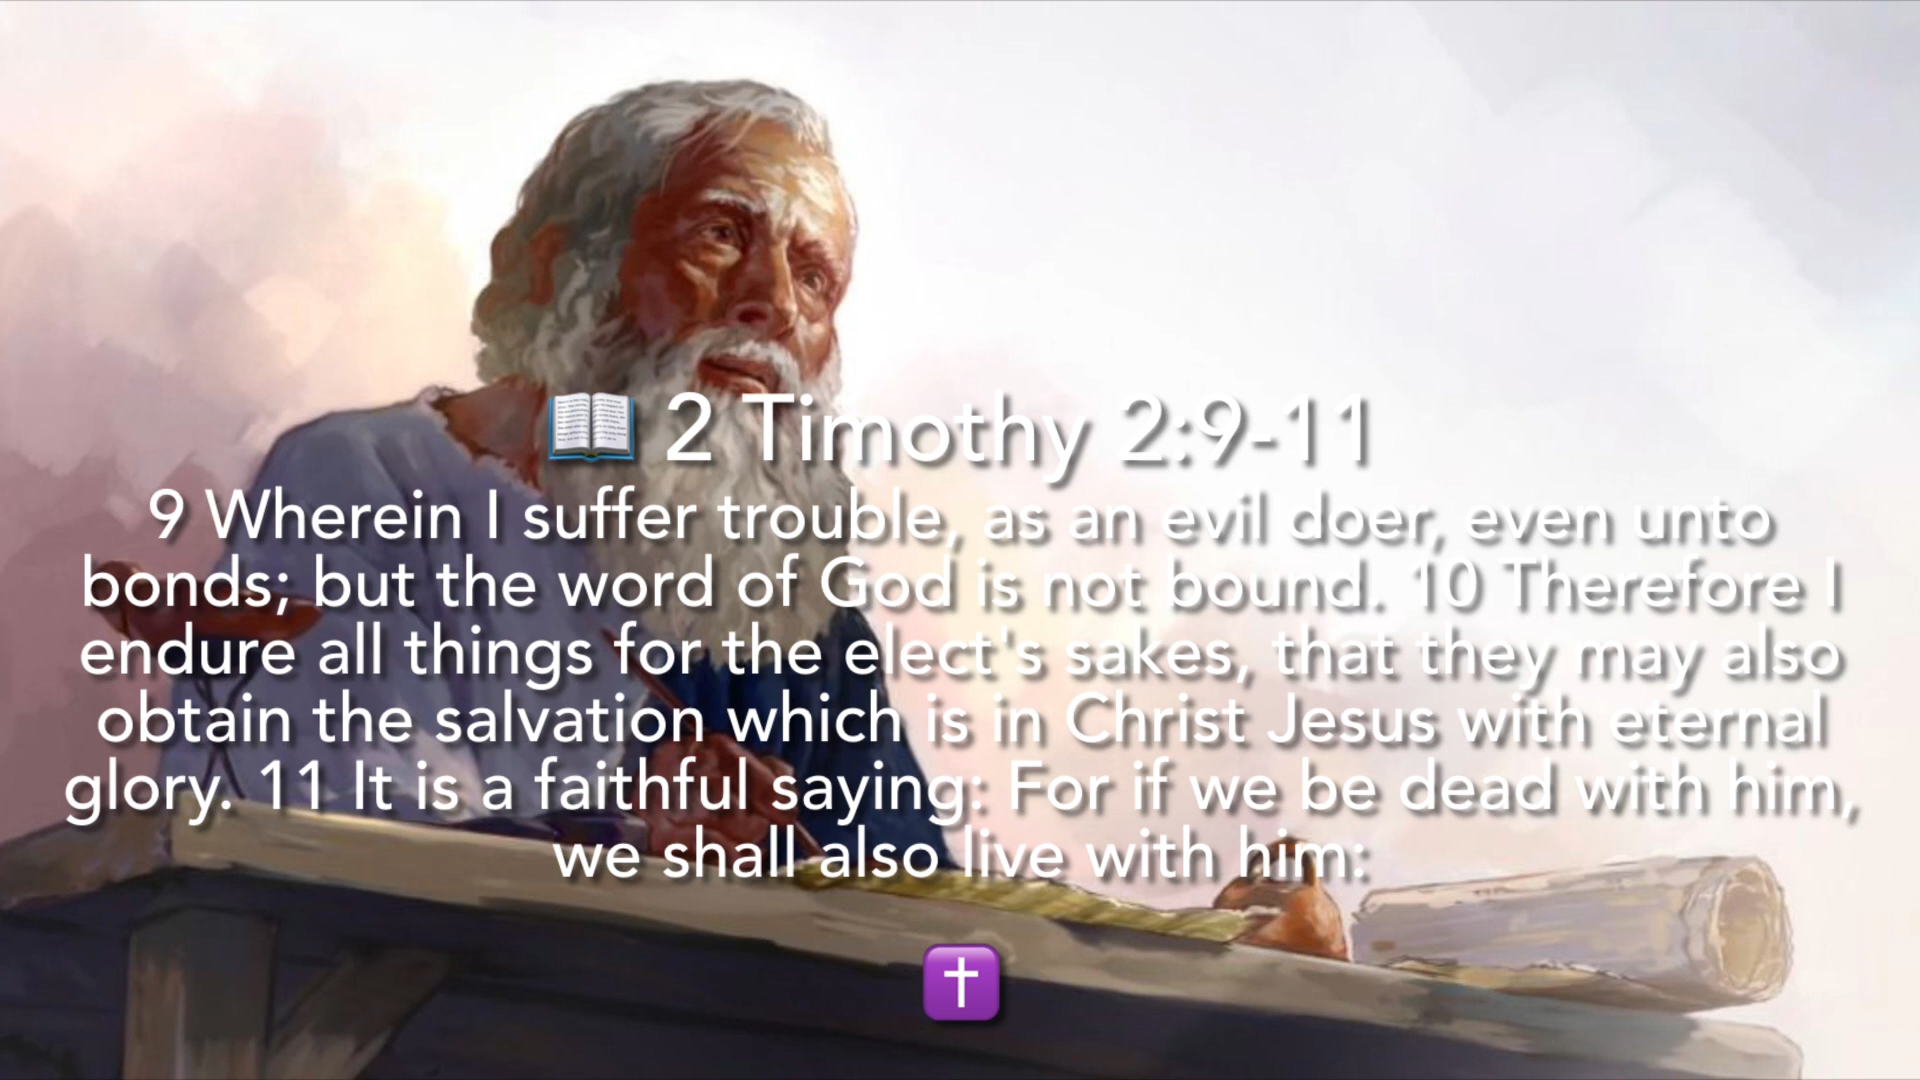 📖 2 Timothy 2:9-11
9 Wherein I suffer trouble, as an evil doer, even unto
bonds; but the word of God is not bound. 10 Therefore I
endure all things for the elect's sakes, that they may also
obtain the salvation which is in Christ Jesus with eternal
glory. 11 It is a faithful saying: For if we be dead with him,
we shall also live with him:
✝️